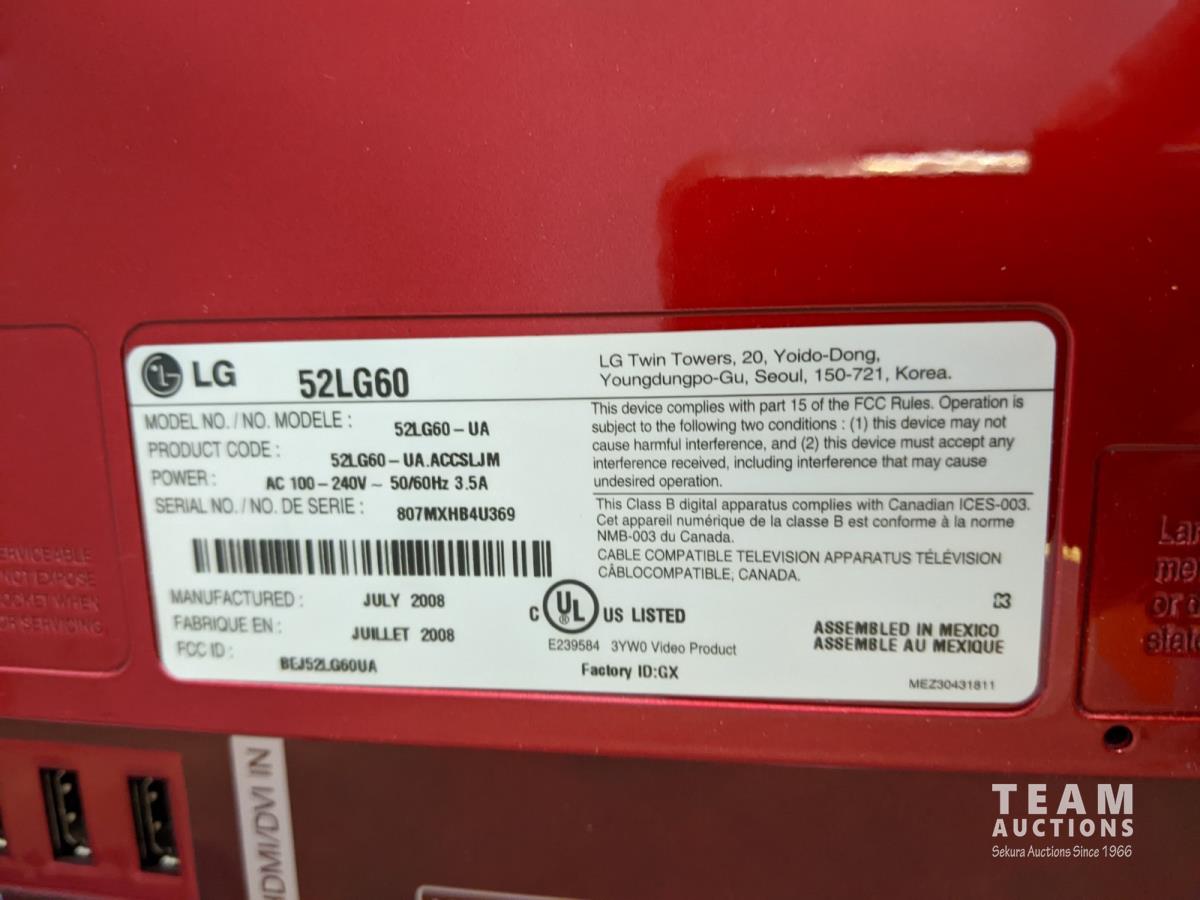 LG 52LG60
LG Twin Towers, 20, Yoido-Dong,
Youngdungpo-Gu, Seoul, 150-721, Korea.
MODEL NO. / NO. MODELE : 52LG60-UA
PRODUCT CODE : 52LG60-UA.ACCSLJM
POWER : AC 100-240V ~ 50/60Hz 3.5A
SERIAL NO. / NO. DE SERIE : 807MXHB4U369
MANUFACTURED : JULY 2008
FABRIQUE EN : JUILLET 2008
FCC ID : BEJ52LG60UA
This device complies with part 15 of the FCC Rules. Operation is
subject to the following two conditions : (1) this device may not
cause harmful interference, and (2) this device must accept any
interference received, including interference that may cause
undesired operation.
This Class B digital apparatus complies with Canadian ICES-003.
Cet appareil numérique de la classe B est conforme à la norme
NMB-003 du Canada.
CABLE COMPATIBLE TELEVISION APPARATUS TÉLÉVISION
CÂBLOCOMPATIBLE, CANADA.
C UL ® US LISTED
E239584 3YW0 Video Product
Factory ID:GX
ASSEMBLED IN MEXICO
ASSEMBLE AU MEXIQUE
MEZ30431811
NOT EXPOSE
WHEN
SERVICING
HDMI/DVI IN
TEAM
AUCTIONS
Sekura Auctions Since 1966